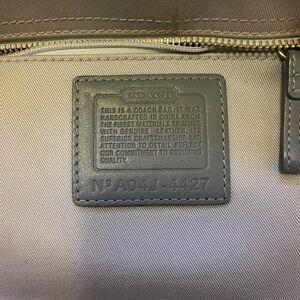 COACH
THIS IS A COACH BAG. IT WAS
HANDCRAFTED IN CHINA FROM
THE FINEST MATERIALS TRIMMED
WITH GENUINE LEATHER. ITS
SUPERIOR CRAFTSMANSHIP AND
ATTENTION TO DETAIL REFLECT
OUR COMMITMENT TO ENDURING
QUALITY.
Nº A04J-4427